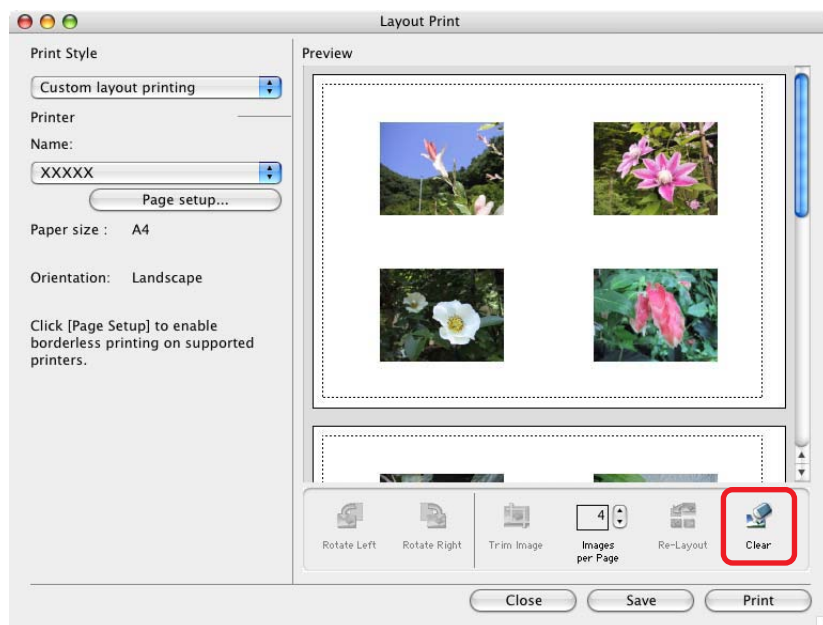 Layout Print
Print Style
Custom layout printing
Printer
Name:
XXXXX
Page setup...
Paper size : A4
Orientation: Landscape
Click [Page Setup] to enable
borderless printing on supported
printers.
Preview
Rotate Left
Rotate Right
Trim Image
4
Images
per Page
Re-Layout
Clear
Close
Save
Print